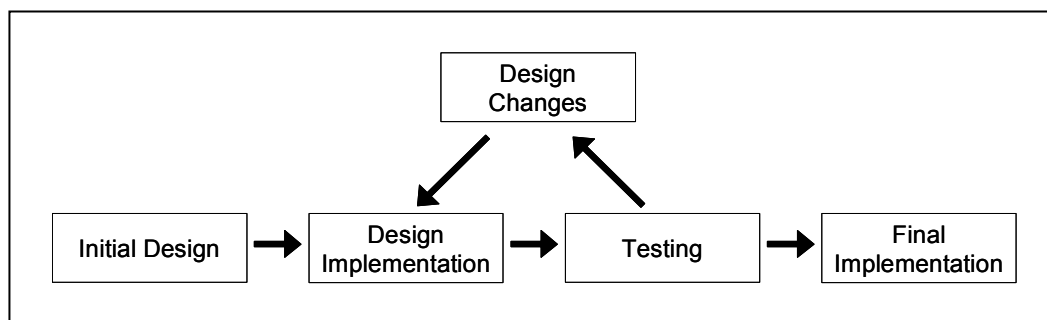 Design
Changes
Initial Design
Design
Implementation
Testing
Final
Implementation